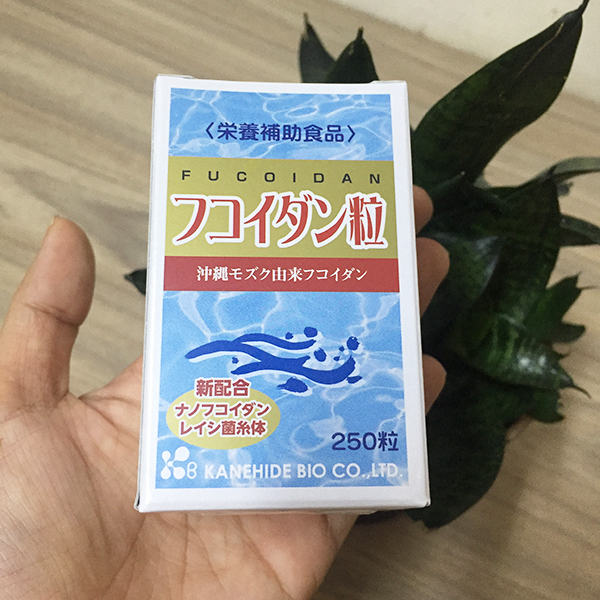 〈栄養補助食品〉
FUCOIDAN
フコイダン粒
沖縄モズク由来フコイダン
新配合
ナノフコイダン
レイシ菌糸体
250粒
KB KANEHIDE BIO CO.,LTD.